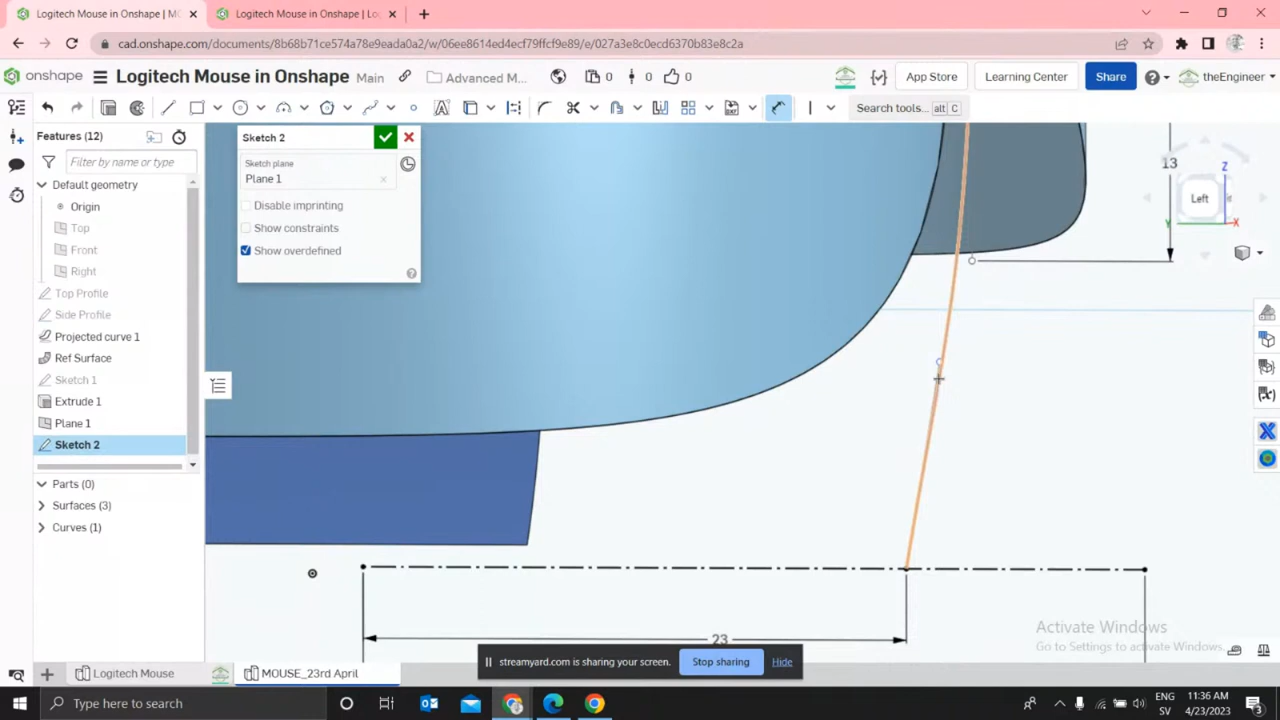 Logitech Mouse in Onshape | M
Logitech Mouse in Onshape | Log
cad.onshape.com/documents/8b68b71ce574a78e9eada0a2/w/06ee8614ed4ecf79ffcf9e89/e/027a3e8c0ecd6370b83e8c2a
onshape
Logitech Mouse in Onshape
Main
Advanced M...
0
0
0
App Store
Learning Center
Share
theEngineer
Search tools...
alt
C
Features (12)
Filter by name or type
Default geometry
Origin
Top
Front
Right
Top Profile
Side Profile
Projected curve 1
Ref Surface
Sketch 1
Extrude 1
Plane 1
Sketch 2
Parts (0)
Surfaces (3)
Curves (1)
Sketch 2
Sketch plane
Plane 1
Disable imprinting
Show constraints
Show overdefined
13
Z
Left
Y
X
23
streamyard.com is sharing your screen.
Stop sharing
Hide
Activate Windows
Go to Settings to activate Windows.
Logitech Mouse
MOUSE_23rd April
Type here to search
ENG
SV
11:36 AM
4/23/2023
3